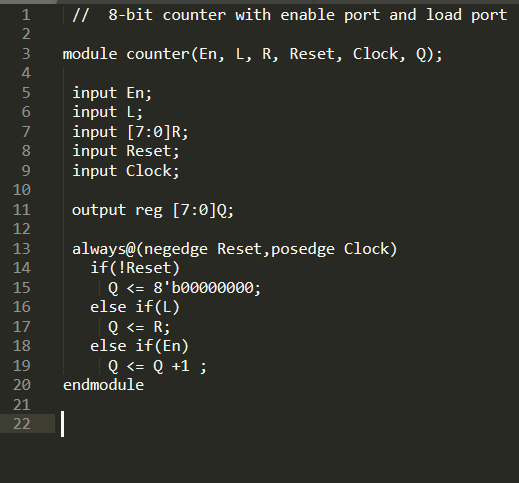 1 // 8-bit counter with enable port and load port
2
3 module counter(En, L, R, Reset, Clock, Q);
4
5 input En;
6 input L;
7 input [7:0]R;
8 input Reset;
9 input Clock;
10
11 output reg [7:0]Q;
12
13 always@(negedge Reset,posedge Clock)
14 if(!Reset)
15 Q <= 8'b00000000;
16 else if(L)
17 Q <= R;
18 else if(En)
19 Q <= Q +1 ;
20 endmodule
21
22